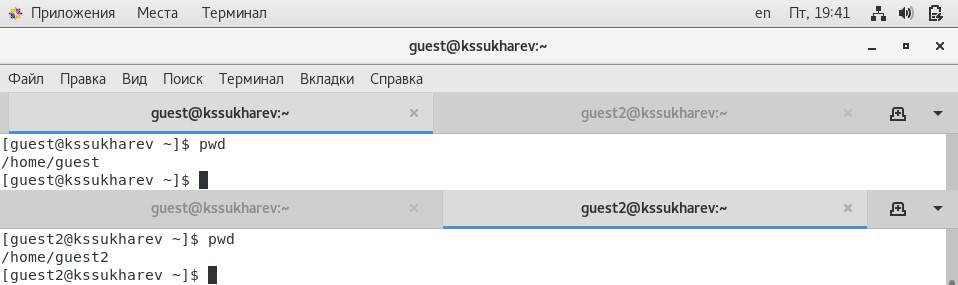 Приложения Места Терминал en Пт, 19:41
guest@kssukharev:~
Файл Правка Вид Поиск Терминал Вкладки Справка
guest@kssukharev:~ × guest2@kssukharev:~ ×
[guest@kssukharev ~]$ pwd
/home/guest
[guest@kssukharev ~]$
guest@kssukharev:~ × guest2@kssukharev:~ ×
[guest2@kssukharev ~]$ pwd
/home/guest2
[guest2@kssukharev ~]$